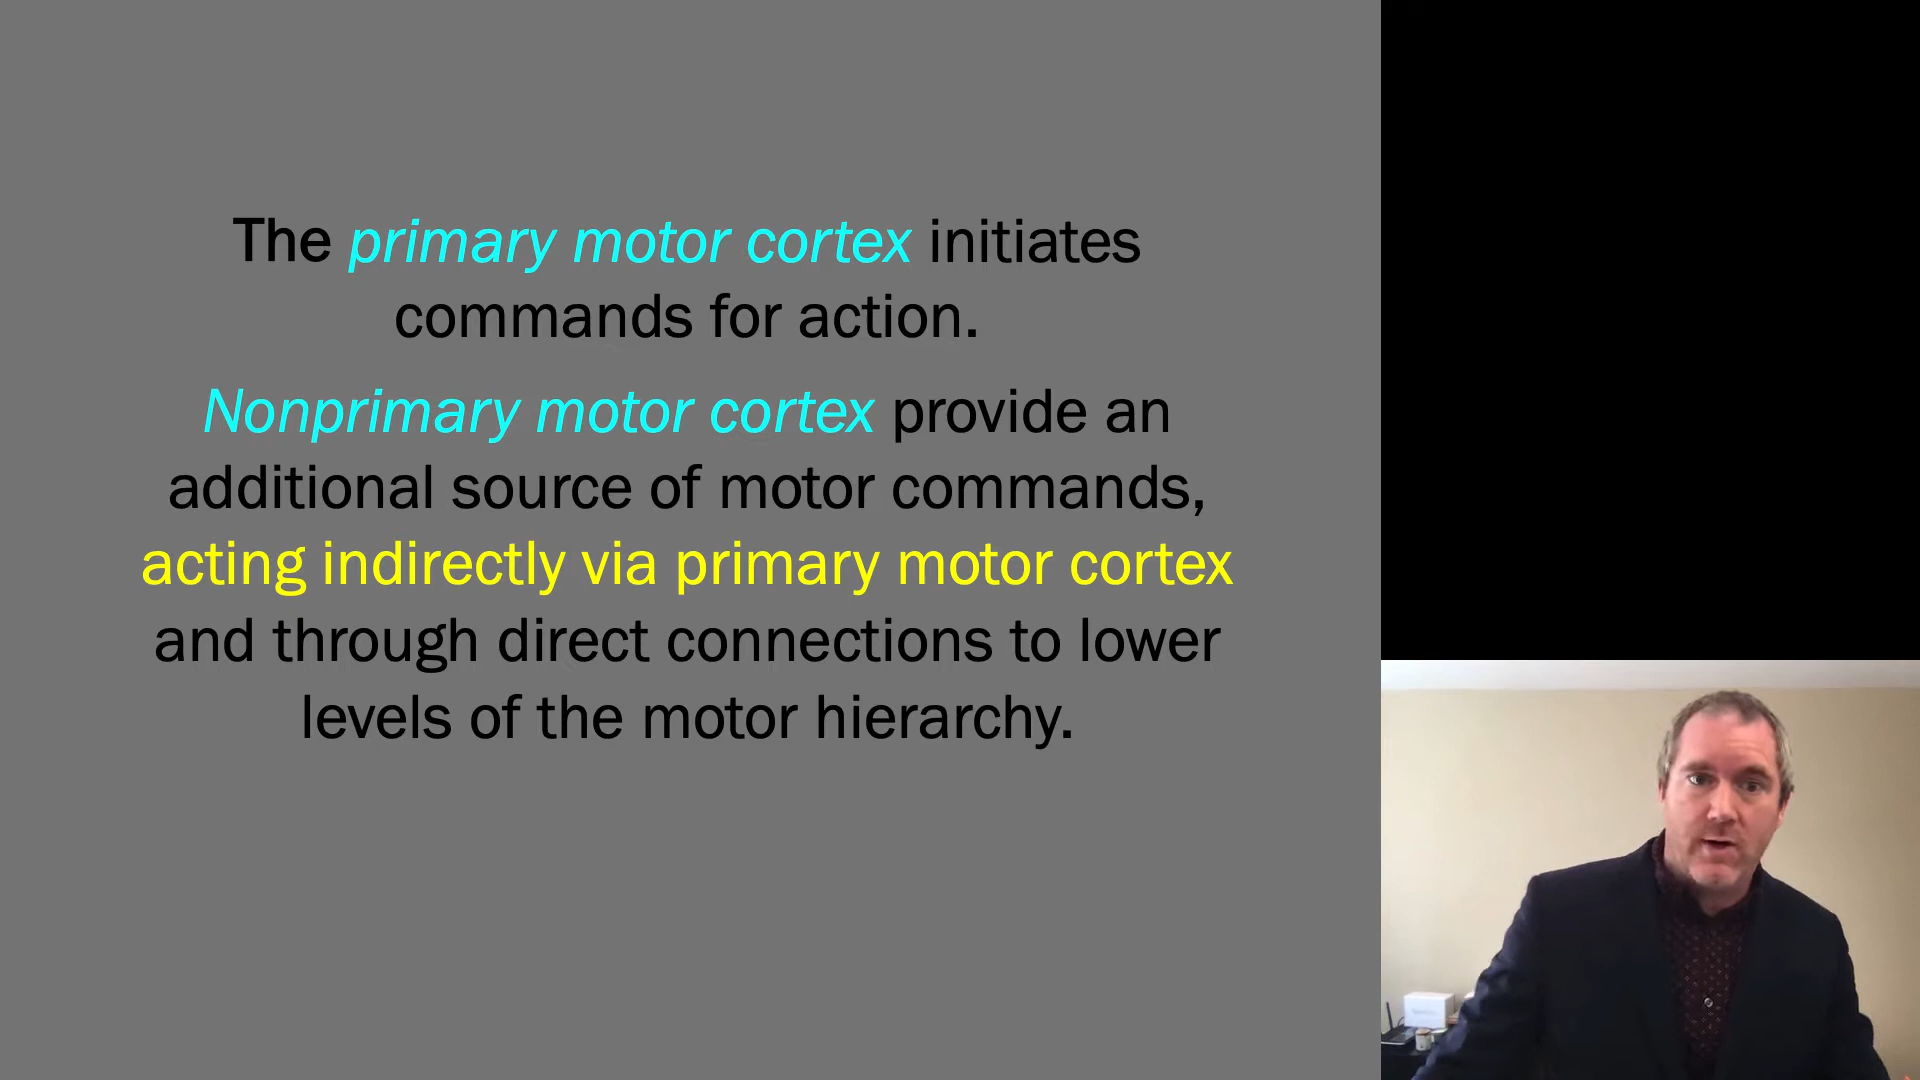 The primary motor cortex initiates
commands for action.
Nonprimary motor cortex provide an
additional source of motor commands,
acting indirectly via primary motor cortex
and through direct connections to lower
levels of the motor hierarchy.